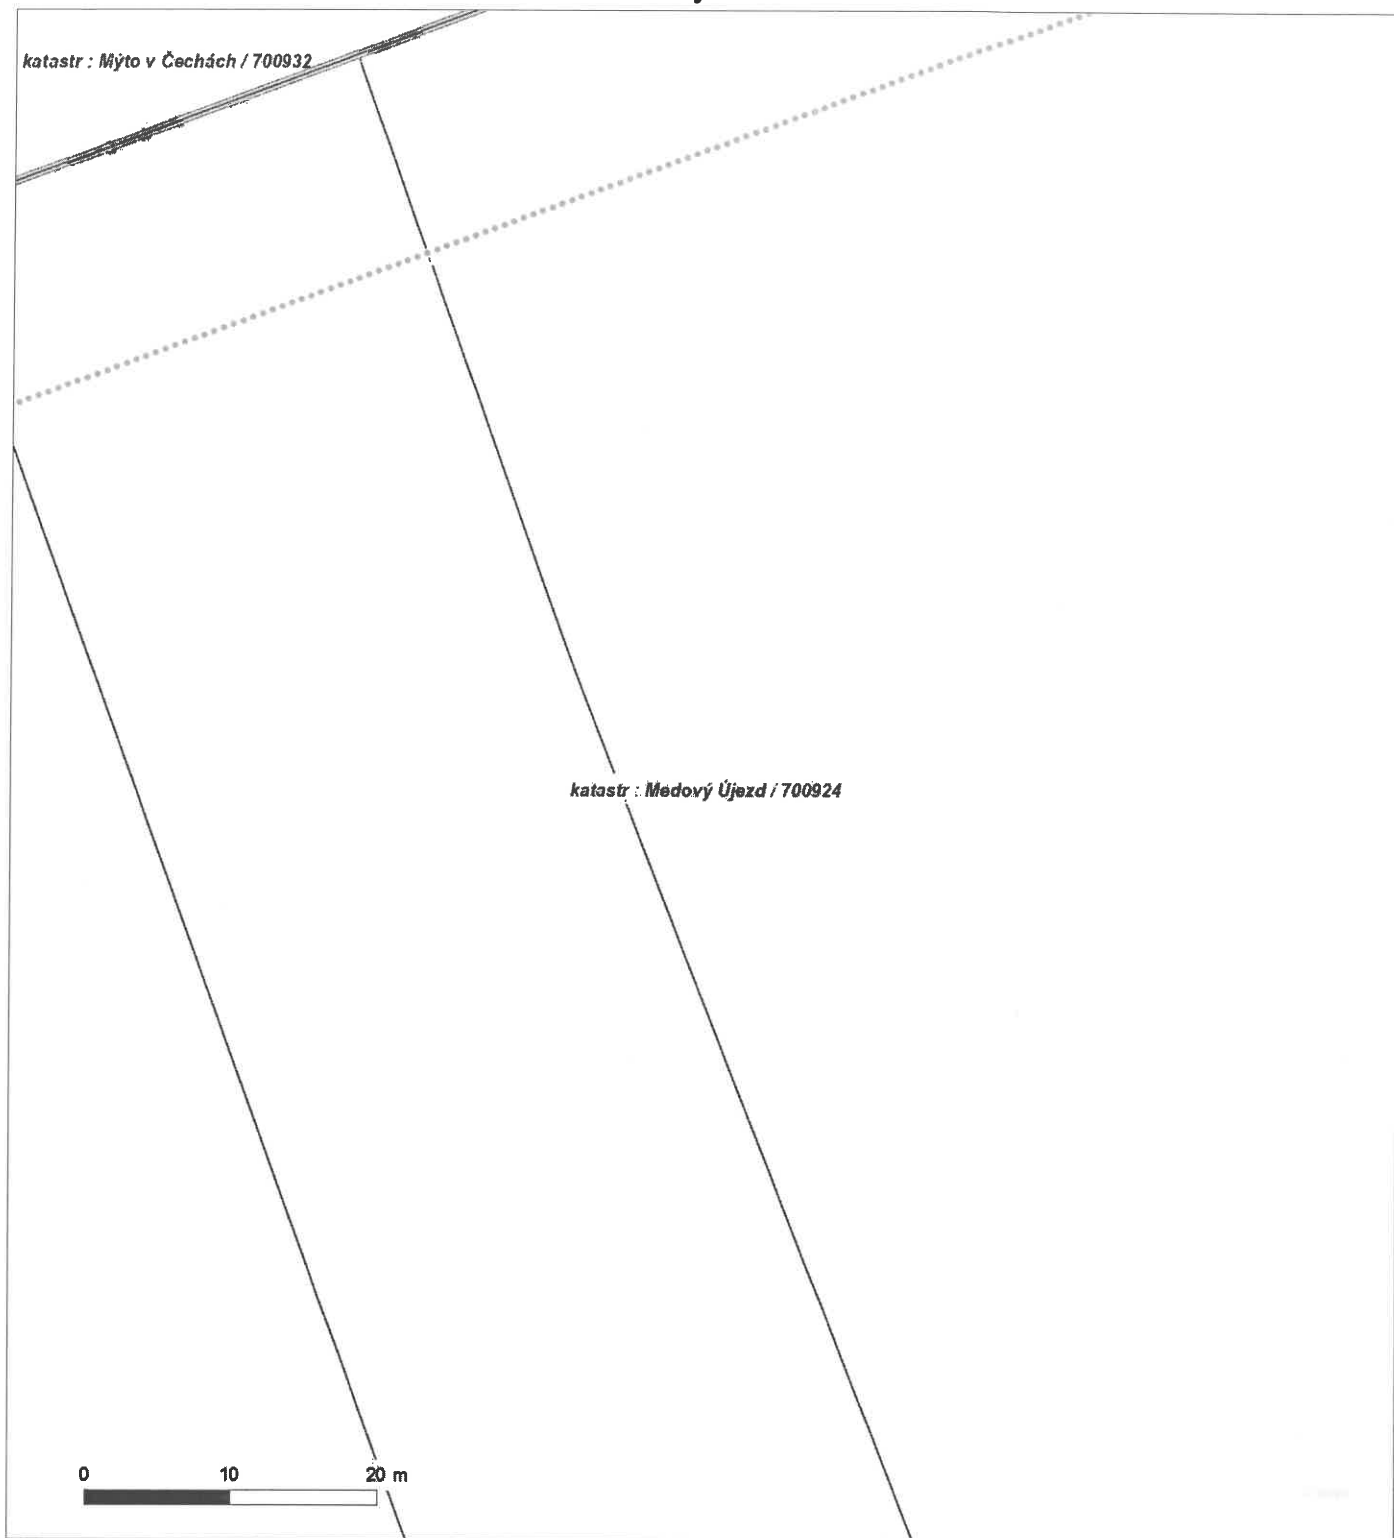 katastr : Mýto v Čechách / 700932
katastr : Medový Újezd / 700924
0 10 20 m